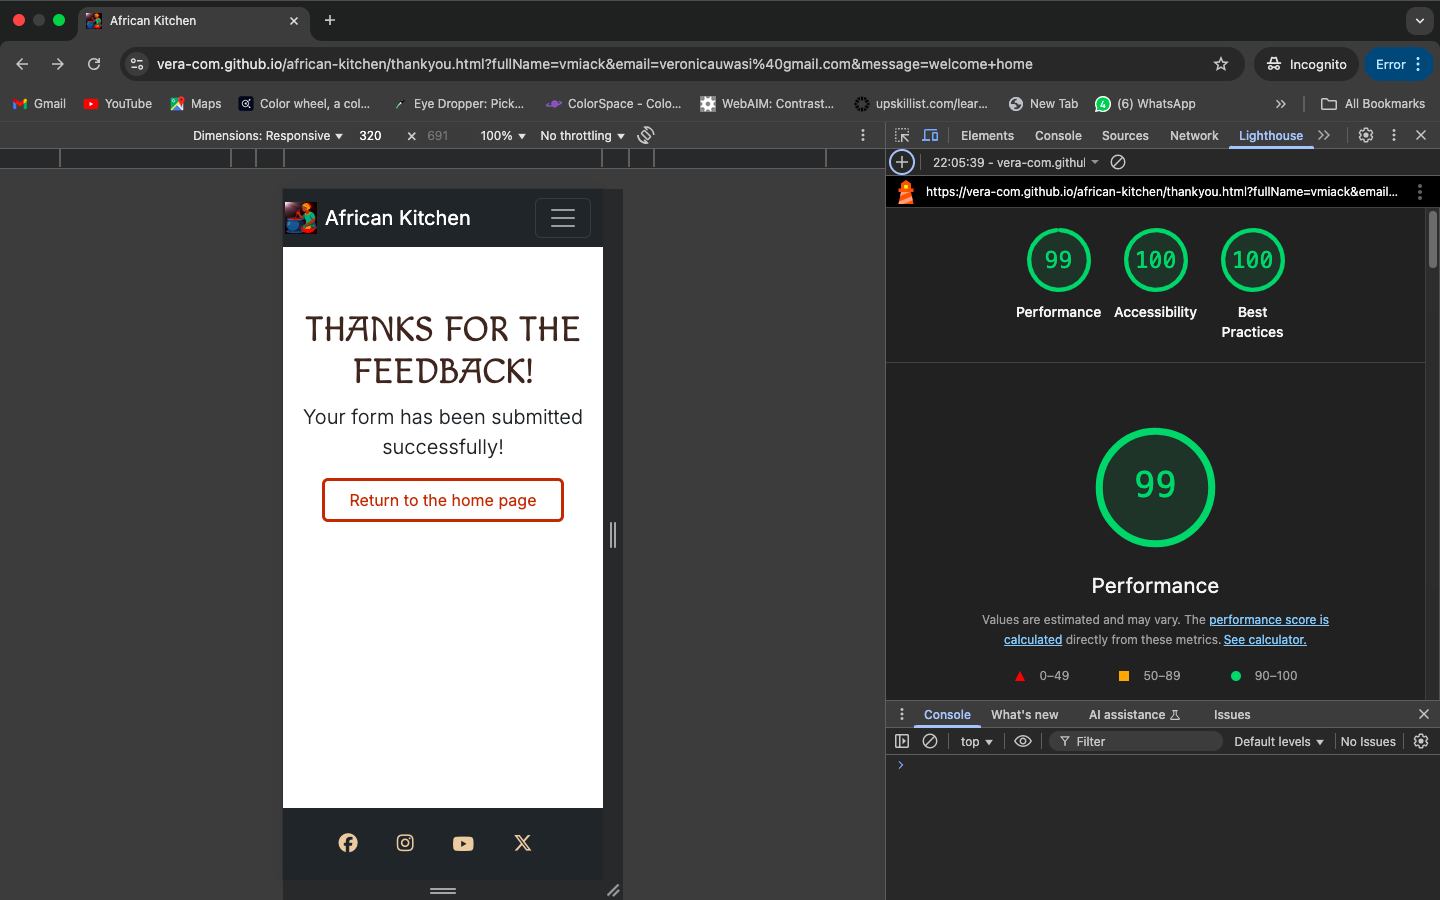 African Kitchen
vera-com.github.io/african-kitchen/thankyou.html?fullName=vmiack&email=veronicauwasi%40gmail.com&message=welcome+home
Incognito
Error
Gmail
YouTube
Maps
Color wheel, a col...
Eye Dropper: Pick...
ColorSpace - Colo...
WebAIM: Contrast...
upskillist.com/lear...
New Tab
(6) WhatsApp
All Bookmarks
Dimensions: Responsive
320
×
691
100%
No throttling
Elements
Console
Sources
Network
Lighthouse
22:05:39 - vera-com.githul
https://vera-com.github.io/african-kitchen/thankyou.html?fullName=vmiack&email...
African Kitchen
THANKS FOR THE
FEEDBACK!
Your form has been submitted
successfully!
Return to the home page
99
100
100
Performance
Accessibility
Best
Practices
99
Performance
Values are estimated and may vary. The performance score is
calculated directly from these metrics. See calculator.
0–49
50–89
90–100
Console
What's new
AI assistance
Issues
top
Filter
Default levels
No Issues